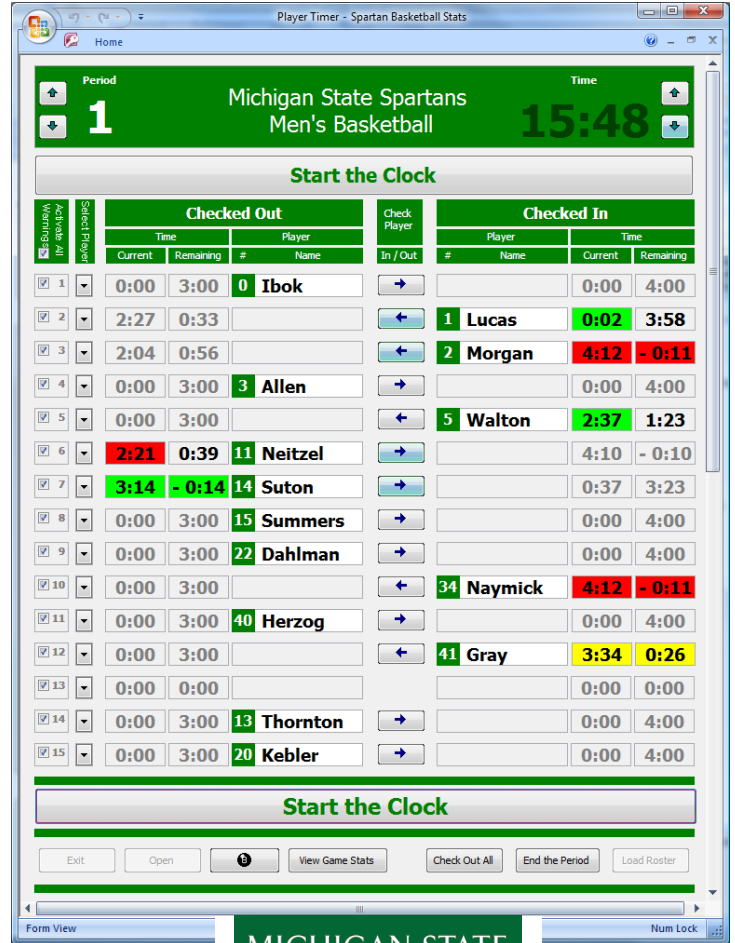 Player Timer - Spartan Basketball Stats
Home
Period
1
Michigan State Spartans
Men's Basketball
Time
15:48
Start the Clock
Activate All Warnings
Select Player
Checked Out
Check Player
Checked In
Time Player Player Time
Current Remaining # Name In / Out # Name Current Remaining
1 0:00 3:00 0 Ibok 0:00 4:00
2 2:27 0:33 1 Lucas 0:02 3:58
3 2:04 0:56 2 Morgan 4:12 - 0:11
4 0:00 3:00 3 Allen 0:00 4:00
5 0:00 3:00 5 Walton 2:37 1:23
6 2:21 0:39 11 Neitzel 4:10 - 0:10
7 3:14 - 0:14 14 Suton 0:37 3:23
8 0:00 3:00 15 Summers 0:00 4:00
9 0:00 3:00 22 Dahlman 0:00 4:00
10 0:00 3:00 34 Naymick 4:12 - 0:11
11 0:00 3:00 40 Herzog 0:00 4:00
12 0:00 3:00 41 Gray 3:34 0:26
13 0:00 0:00 0:00 0:00
14 0:00 3:00 13 Thornton 0:00 4:00
15 0:00 3:00 20 Kebler 0:00 4:00
Start the Clock
Exit Open View Game Stats Check Out All End the Period Load Roster
MICHIGAN STATE
Form View Num Lock